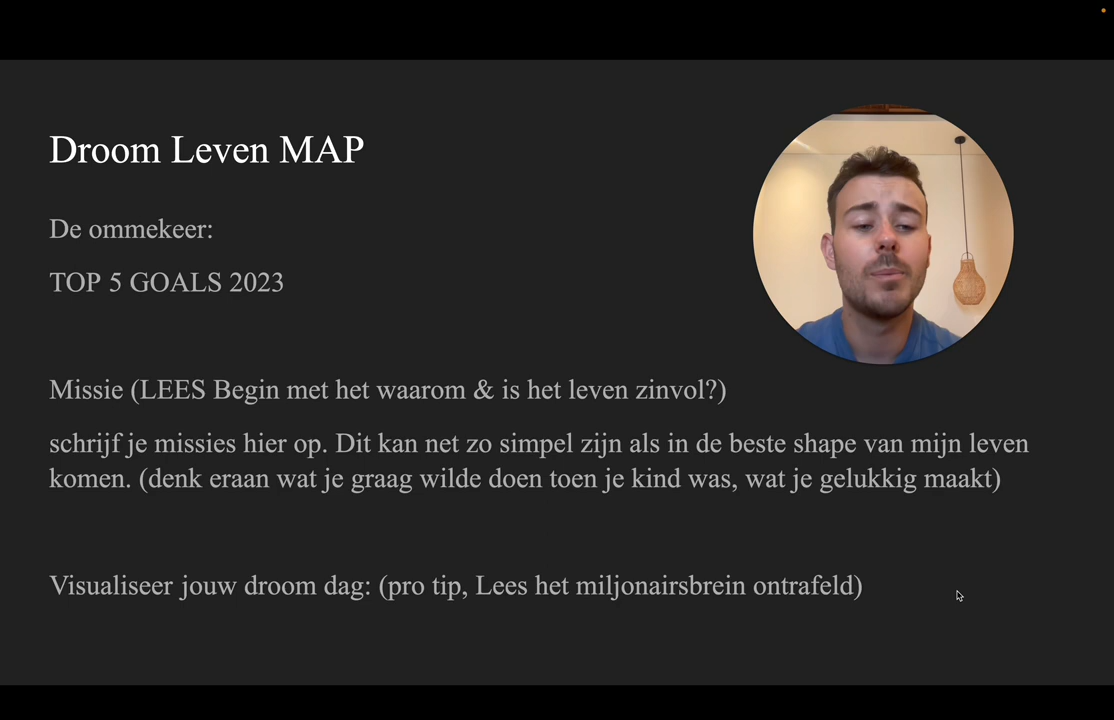 Droom Leven MAP
De ommekeer:
TOP 5 GOALS 2023
Missie (LEES Begin met het waarom & is het leven zinvol?)
schrijf je missies hier op. Dit kan net zo simpel zijn als in de beste shape van mijn leven
komen. (denk eraan wat je graag wilde doen toen je kind was, wat je gelukkig maakt)
Visualiseer jouw droom dag: (pro tip, Lees het miljonairsbrein ontrafeld)